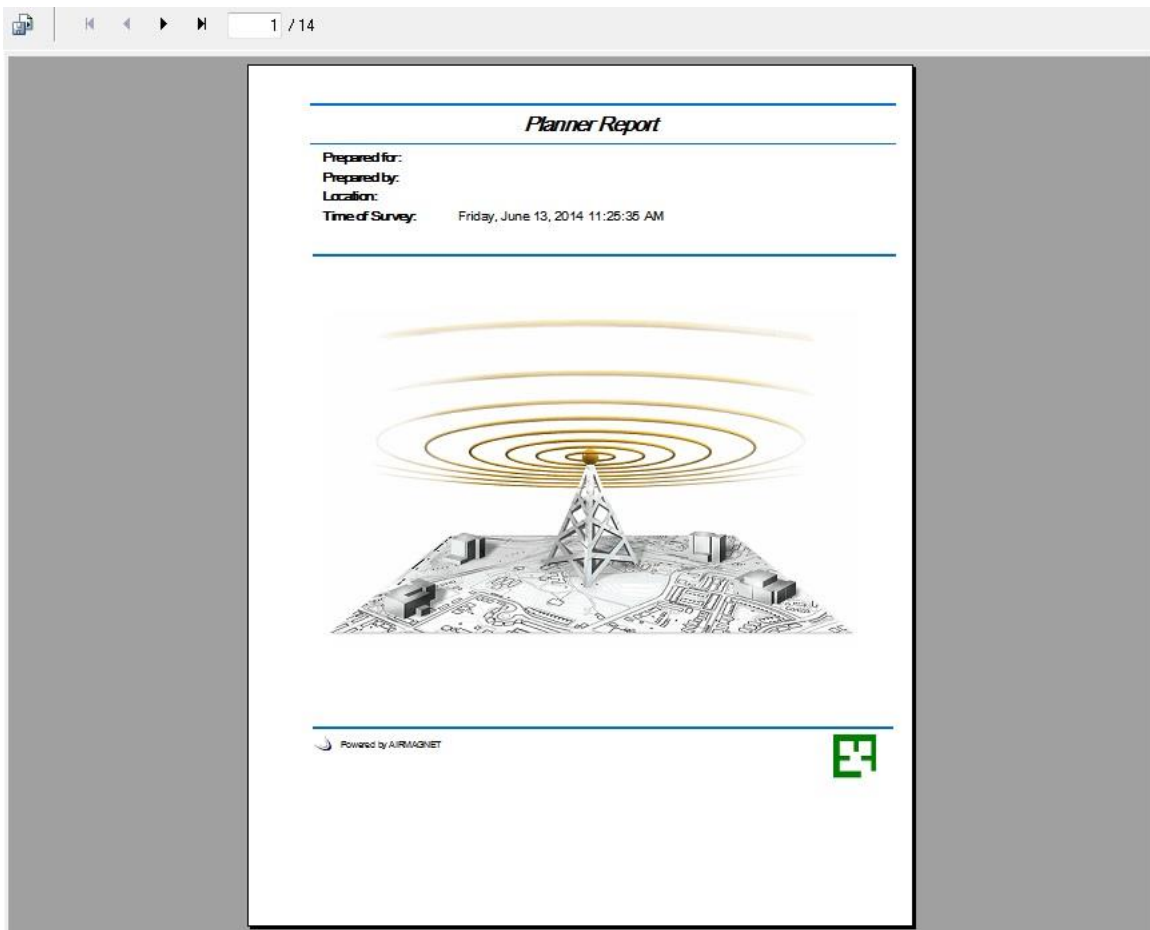 1 / 14
Planner Report
Prepared for:
Prepared by:
Location:
Time of Survey: Friday, June 13, 2014 11:25:35 AM
Powered by AIRMAGNET